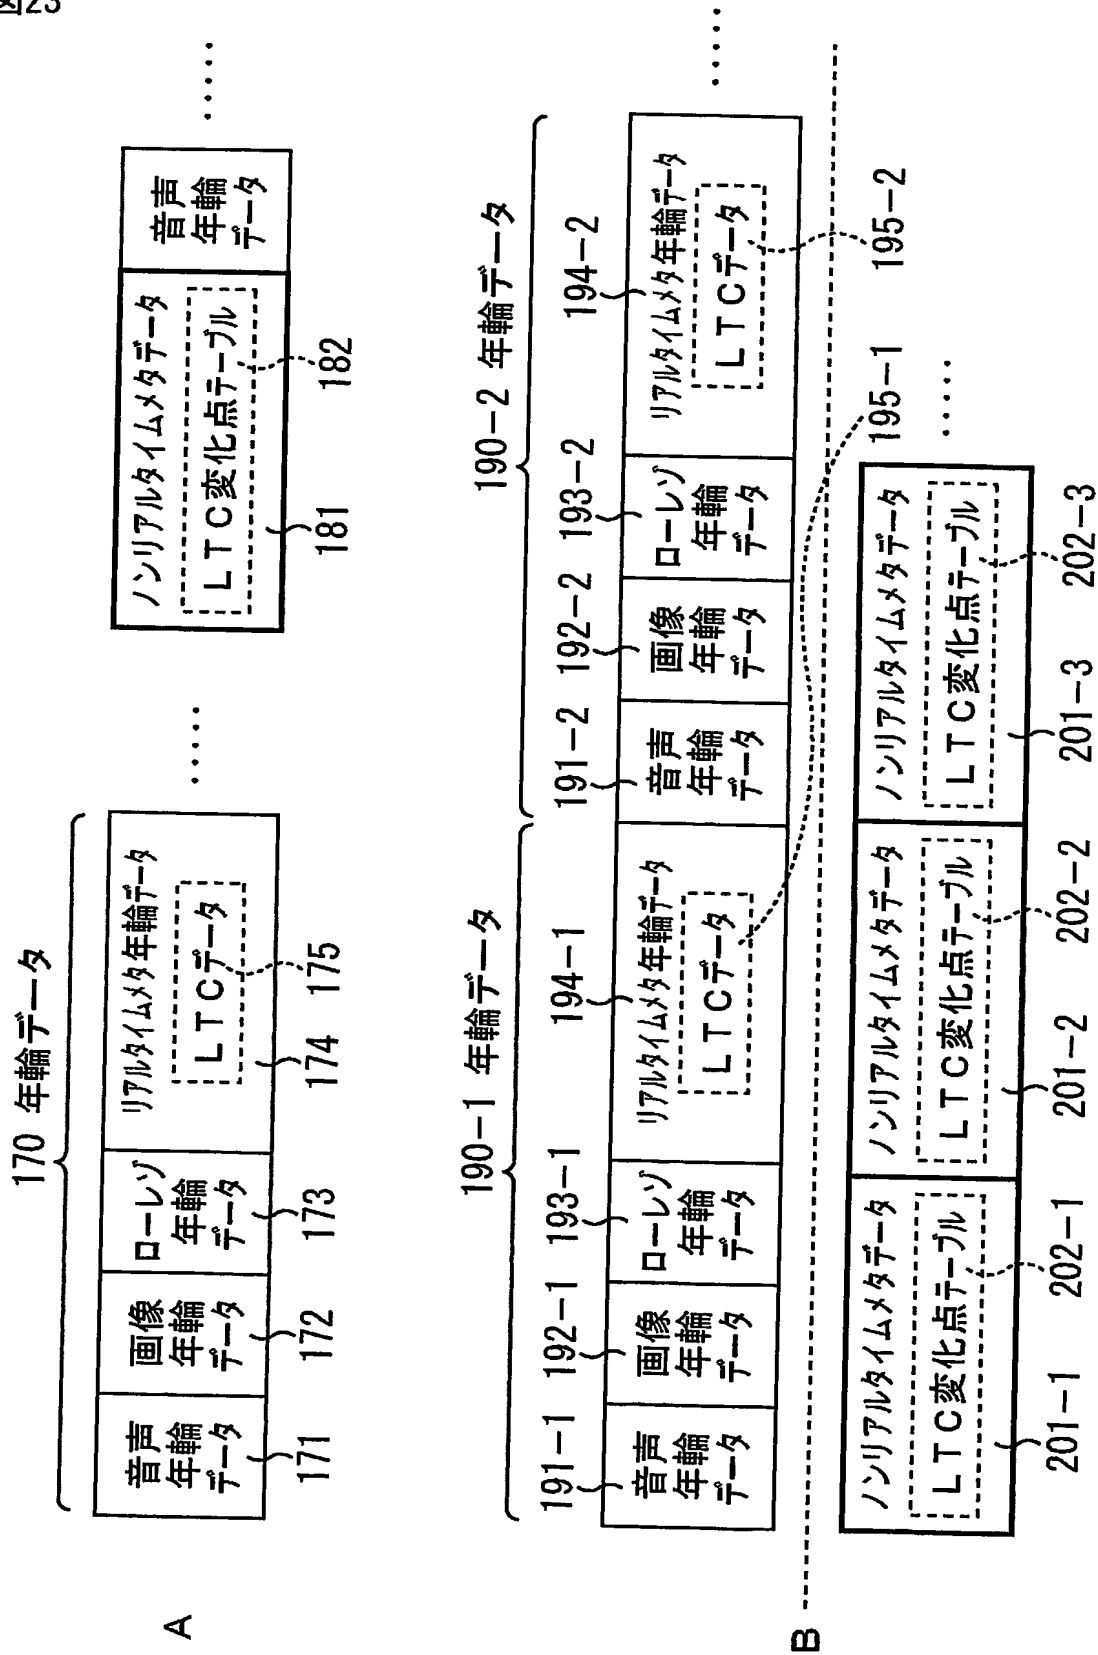 図23
A
170 年輪データ
音声
年輪
データ
171
画像
年輪
データ
172
ローレゾ
年輪
データ
173
リアルタイムメタ年輪データ
LTCデータ
174
175
‥‥‥
ノンリアルタイムメタデータ
LTC変化点テーブル
181
182
音声
年輪
データ
‥‥‥
B
190-1 年輪データ
191-1
音声
年輪
データ
192-1
画像
年輪
データ
193-1
ローレゾ
年輪
データ
194-1
リアルタイムメタ年輪データ
LTCデータ
195-1
190-2 年輪データ
191-2
音声
年輪
データ
192-2
画像
年輪
データ
193-2
ローレゾ
年輪
データ
194-2
リアルタイムメタ年輪データ
LTCデータ
195-2
‥‥‥
ノンリアルタイムメタデータ
LTC変化点テーブル
201-1
202-1
ノンリアルタイムメタデータ
LTC変化点テーブル
201-2
202-2
ノンリアルタイムメタデータ
LTC変化点テーブル
201-3
202-3
‥‥‥